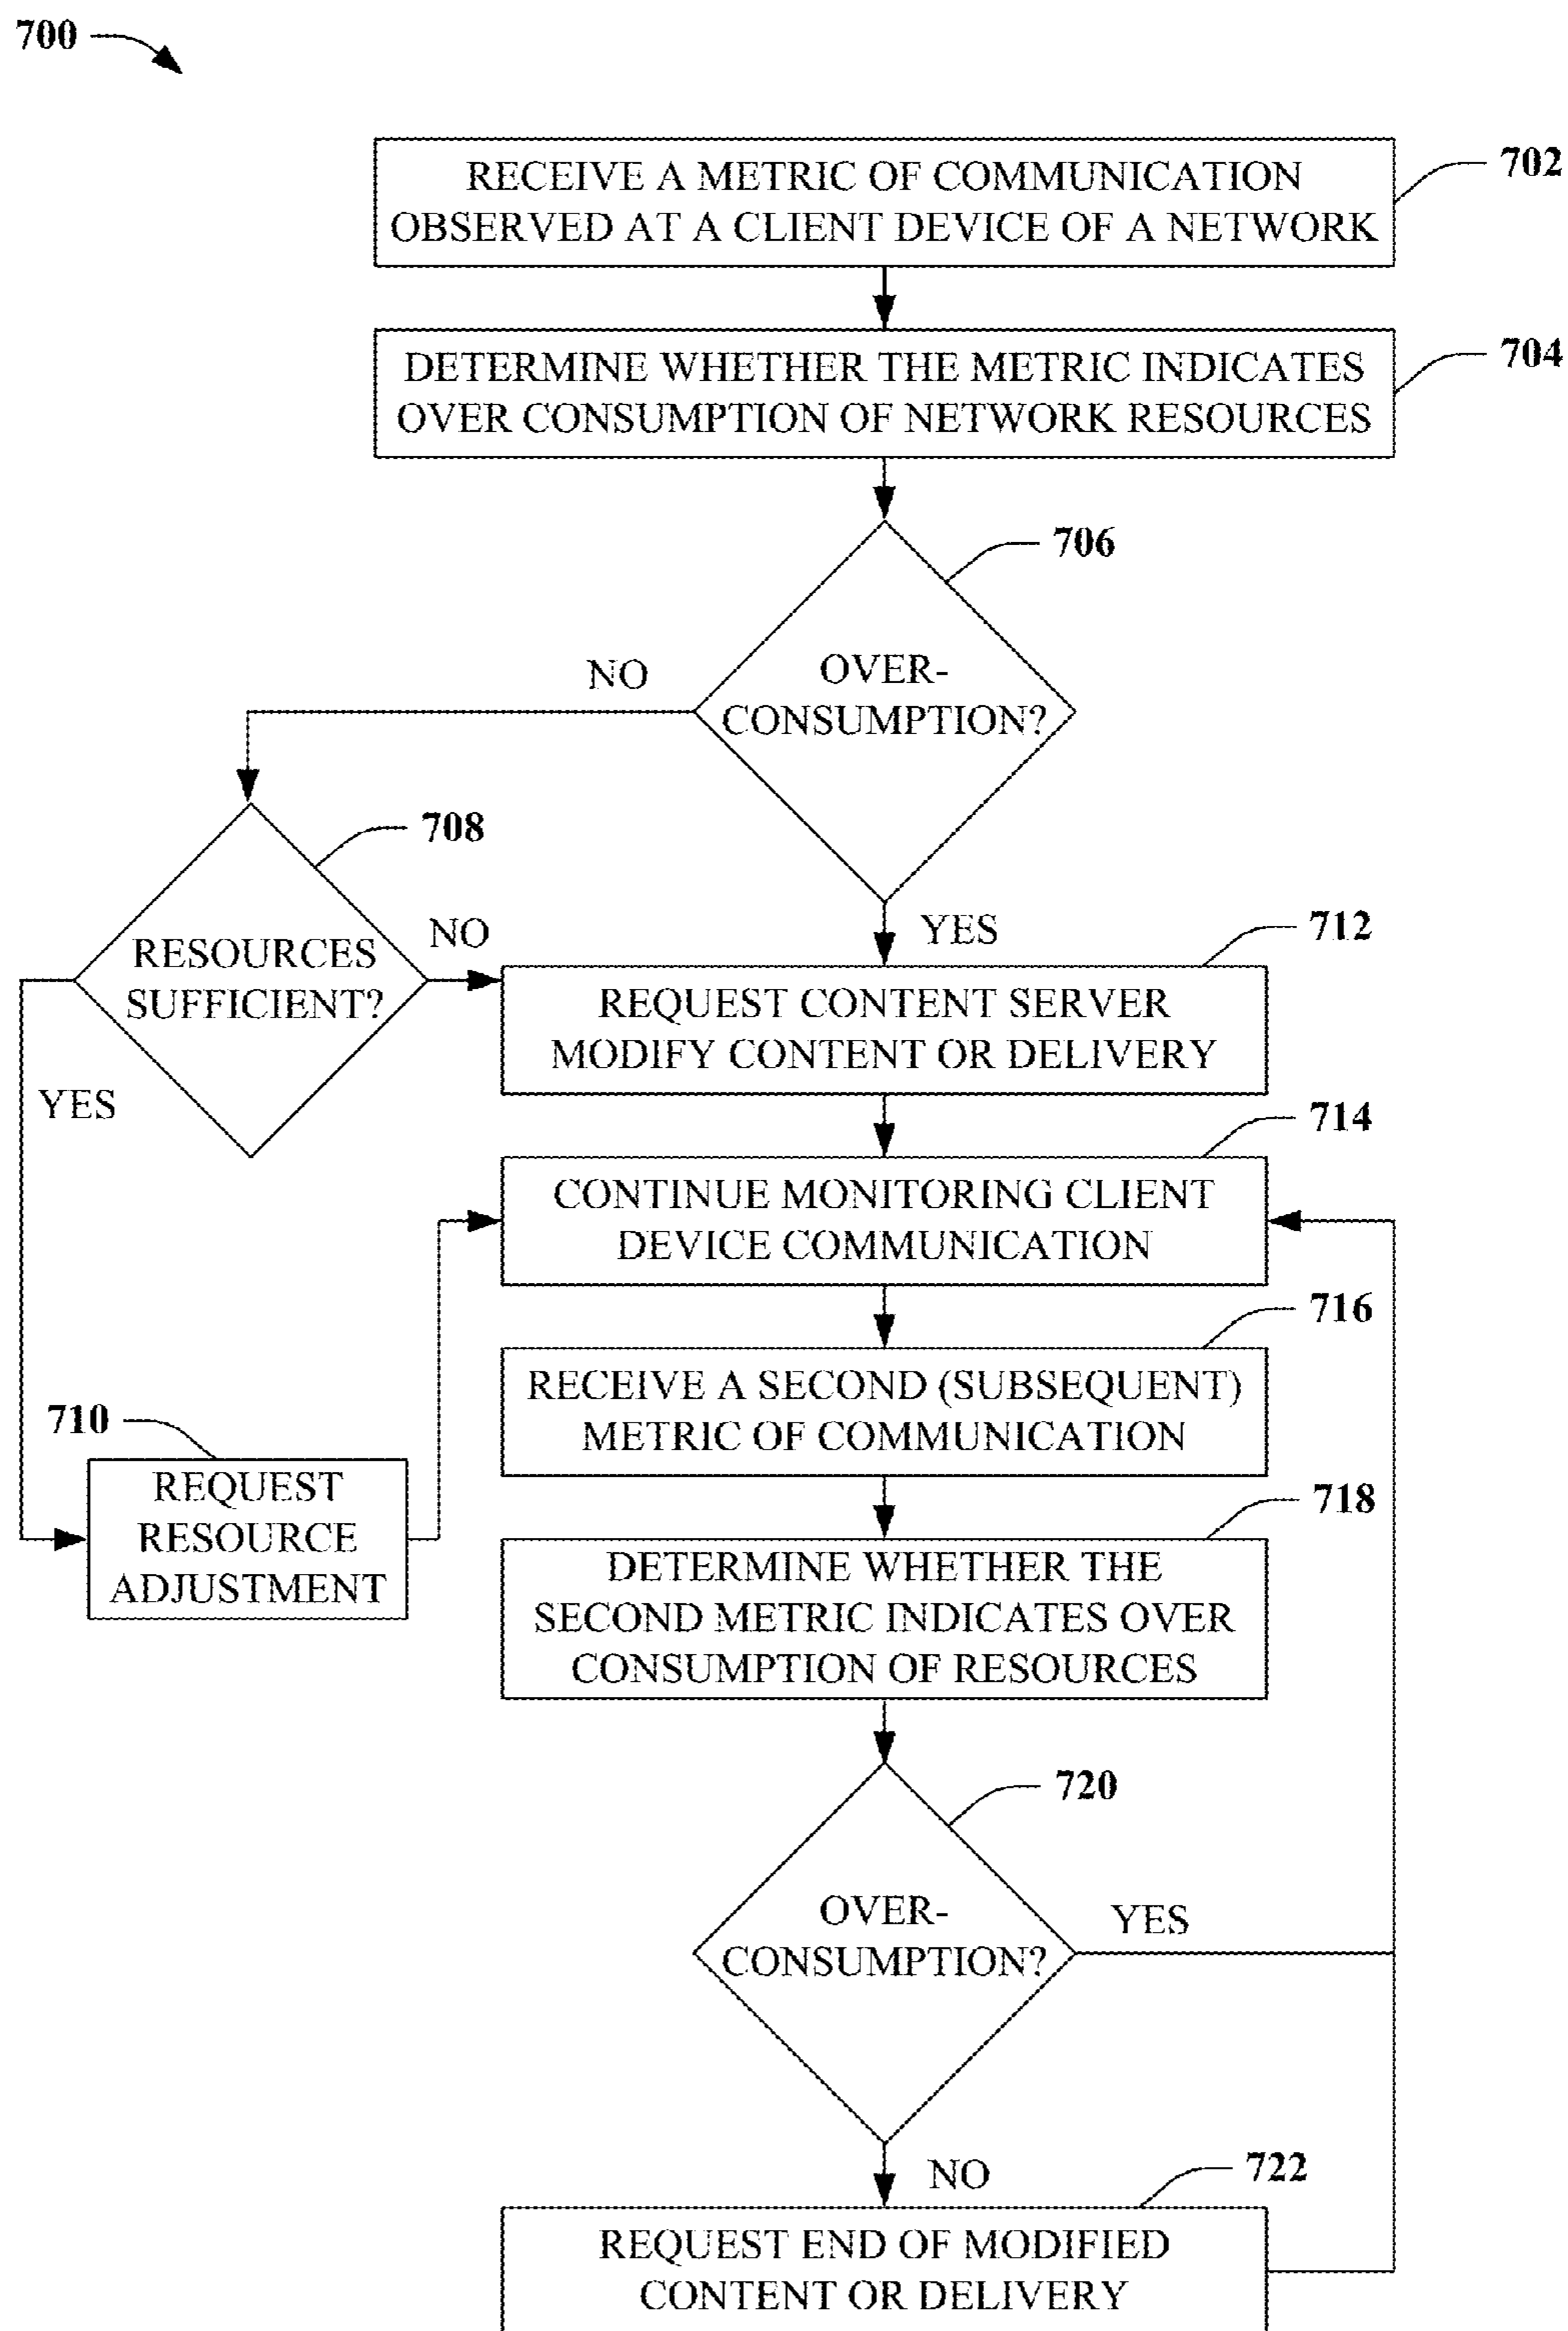 700
RECEIVE A METRIC OF COMMUNICATION
OBSERVED AT A CLIENT DEVICE OF A NETWORK
702
DETERMINE WHETHER THE METRIC INDICATES
OVER CONSUMPTION OF NETWORK RESOURCES
704
706
OVER-
CONSUMPTION?
NO
YES
708
RESOURCES
SUFFICIENT?
NO
YES
710
REQUEST
RESOURCE
ADJUSTMENT
712
REQUEST CONTENT SERVER
MODIFY CONTENT OR DELIVERY
714
CONTINUE MONITORING CLIENT
DEVICE COMMUNICATION
716
RECEIVE A SECOND (SUBSEQUENT)
METRIC OF COMMUNICATION
718
DETERMINE WHETHER THE
SECOND METRIC INDICATES OVER
CONSUMPTION OF RESOURCES
720
OVER-
CONSUMPTION?
YES
NO
722
REQUEST END OF MODIFIED
CONTENT OR DELIVERY